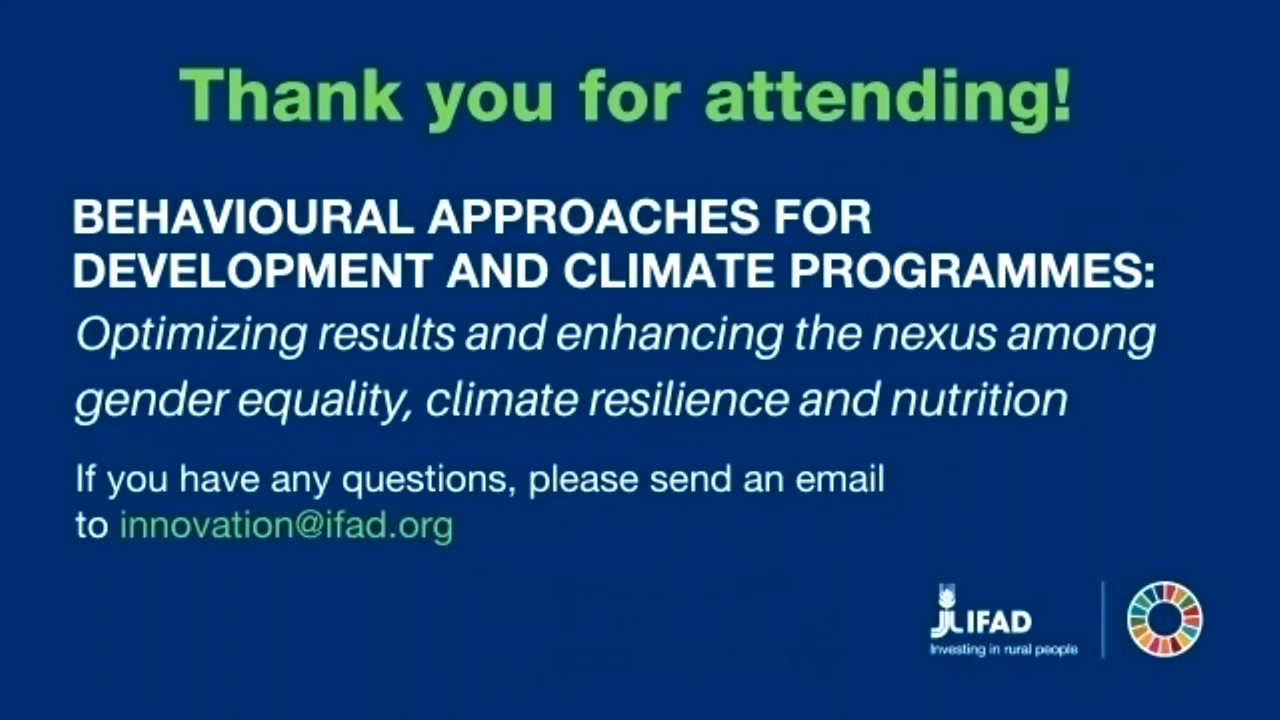 Thank you for attending!
BEHAVIOURAL APPROACHES FOR
DEVELOPMENT AND CLIMATE PROGRAMMES:
Optimizing results and enhancing the nexus among
gender equality, climate resilience and nutrition
If you have any questions, please send an email
to innovation@ifad.org
IFAD
Investing in rural people